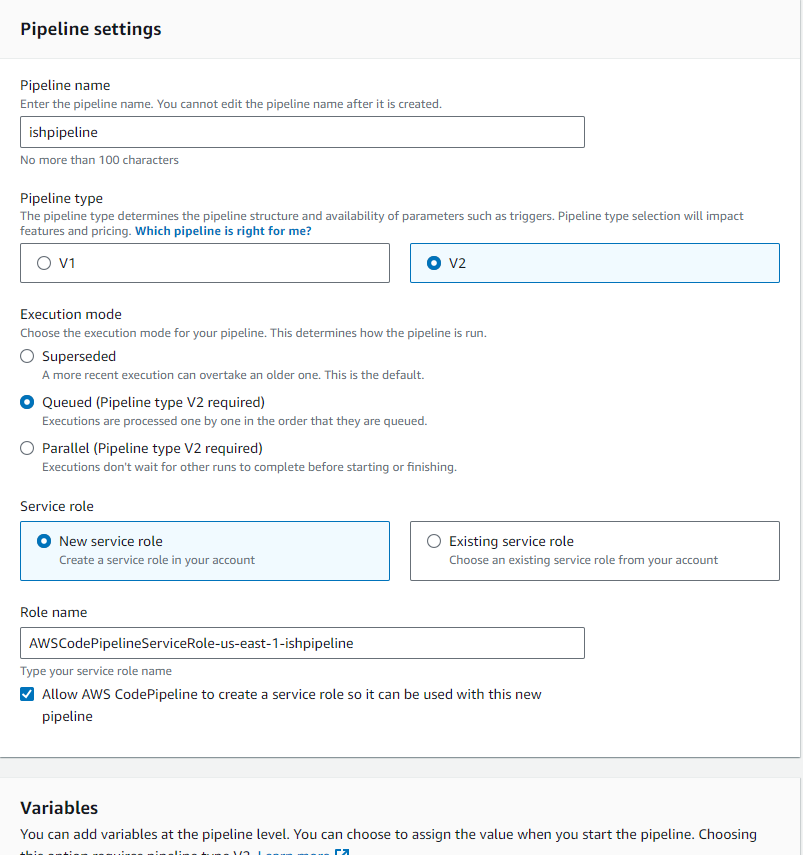 Pipeline settings
Pipeline name
Enter the pipeline name. You cannot edit the pipeline name after it is created.
ishpipeline
No more than 100 characters
Pipeline type
The pipeline type determines the pipeline structure and availability of parameters such as triggers. Pipeline type selection will impact
features and pricing. Which pipeline is right for me?
V1
V2
Execution mode
Choose the execution mode for your pipeline. This determines how the pipeline is run.
Superseded
A more recent execution can overtake an older one. This is the default.
Queued (Pipeline type V2 required)
Executions are processed one by one in the order that they are queued.
Parallel (Pipeline type V2 required)
Executions don't wait for other runs to complete before starting or finishing.
Service role
New service role
Create a service role in your account
Existing service role
Choose an existing service role from your account
Role name
AWSCodePipelineServiceRole-us-east-1-ishpipeline
Type your service role name
Allow AWS CodePipeline to create a service role so it can be used with this new
pipeline
Variables
You can add variables at the pipeline level. You can choose to assign the value when you start the pipeline. Choosing
this option requires pipeline type V2. Learn more